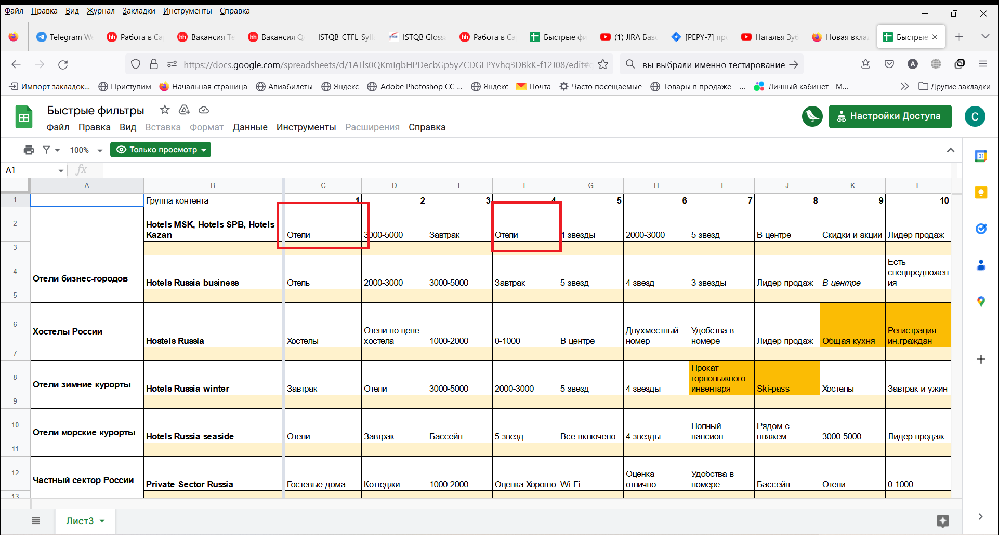 Файл Правка Вид Журнал Закладки Инструменты Справка
Telegram We
Работа в Са
Вакансия Те
Вакансия Q
ISTQB_CTFL_Sylla
ISTQB Glossa
Работа в Са
Быстрые фи
(1) JIRA Базо
[PEPY-7] про
Наталья Зуб
Новая вклад
Быстрые
https://docs.google.com/spreadsheets/d/1ATls0QKmIgbHPDecbGp5yZCDGLPYvhq3DBkK-f12J08/edit#g
вы выбрали именно тестирование
Импорт закладок... Приступим Начальная страница Авиабилеты Яндекс Adobe Photoshop CC ... Яндекс Почта Часто посещаемые Товары в продаже – ... Личный кабинет - М... Другие закладки
Быстрые фильтры
Файл Правка Вид Вставка Формат Данные Инструменты Расширения Справка
Настройки Доступа
C
100% Только просмотр
A1 fx
A B C D E F G H I J K L
1 Группа контента 1 2 3 4 5 6 7 8 9 10
2 Hotels MSK, Hotels SPB, Hotels
Kazan Отели 3000-5000 Завтрак Отели 4 звезды 2000-3000 5 звезд В центре Скидки и акции Лидер продаж
3
4 Отели бизнес-городов Hotels Russia business Отель 2000-3000 3000-5000 Завтрак 5 звезд 4 звезд 3 звезды Лидер продаж В центре Есть
спецпредложен
ия
5
6 Хостелы России Hostels Russia Хостелы Отели по цене
хостела 1000-2000 0-1000 В центре Двухместный
номер Удобства в
номере Лидер продаж Общая кухня Регистрация
ин.граждан
7
8 Отели зимние курорты Hotels Russia winter Завтрак Отели 3000-5000 2000-3000 5 звезд 4 звезды Прокат
горнолыжного
инвентаря Ski-pass Хостелы Завтрак и ужин
9
10 Отели морские курорты Hotels Russia seaside Отели Завтрак Бассейн 5 звезд Все включено 4 звезды Полный
пансион Рядом с
пляжем 3000-5000 Лидер продаж
11
12 Частный сектор России Private Sector Russia Гостевые дома Коттеджи 1000-2000 Оценка Хорошо Wi-Fi Оценка
отлично Удобства в
номере Бассейн Отели 0-1000
13
Лист3